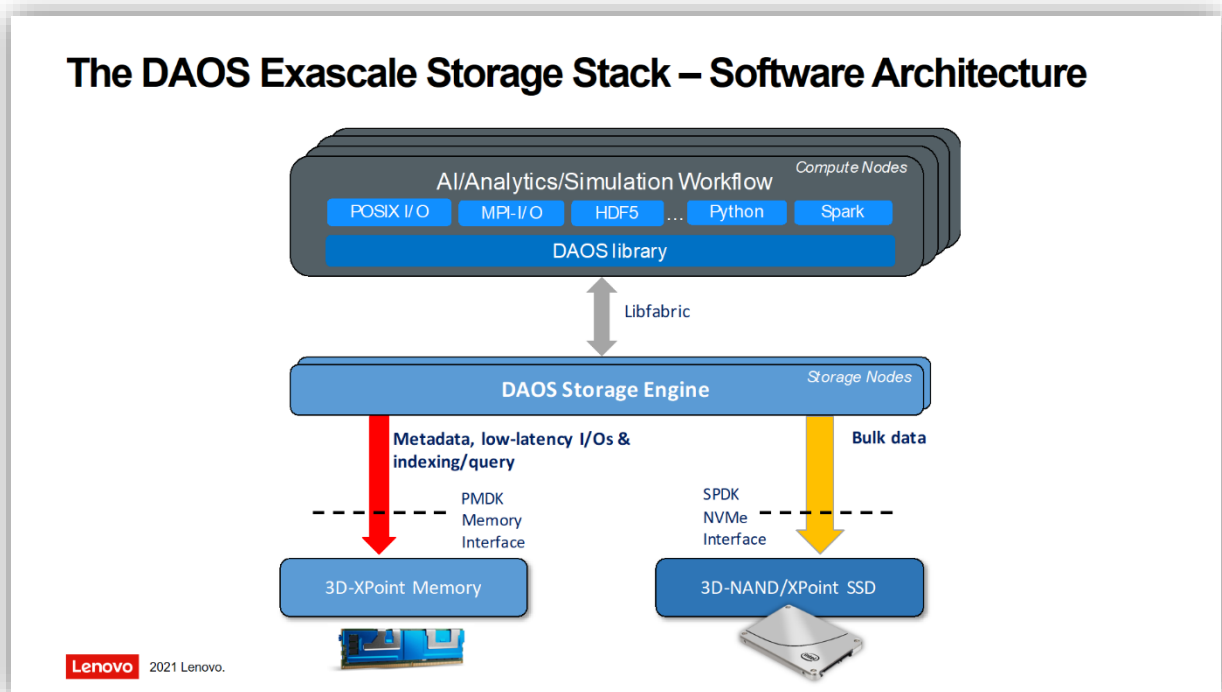 The DAOS Exascale Storage Stack – Software Architecture
Compute Nodes
AI/Analytics/Simulation Workflow
POSIX I/O
MPI-I/O
HDF5
...
Python
Spark
DAOS library
Libfabric
Storage Nodes
DAOS Storage Engine
Metadata, low-latency I/Os &
indexing/query
Bulk data
PMDK
Memory
Interface
SPDK
NVMe
Interface
3D-XPoint Memory
3D-NAND/XPoint SSD
intel
Lenovo
2021 Lenovo.